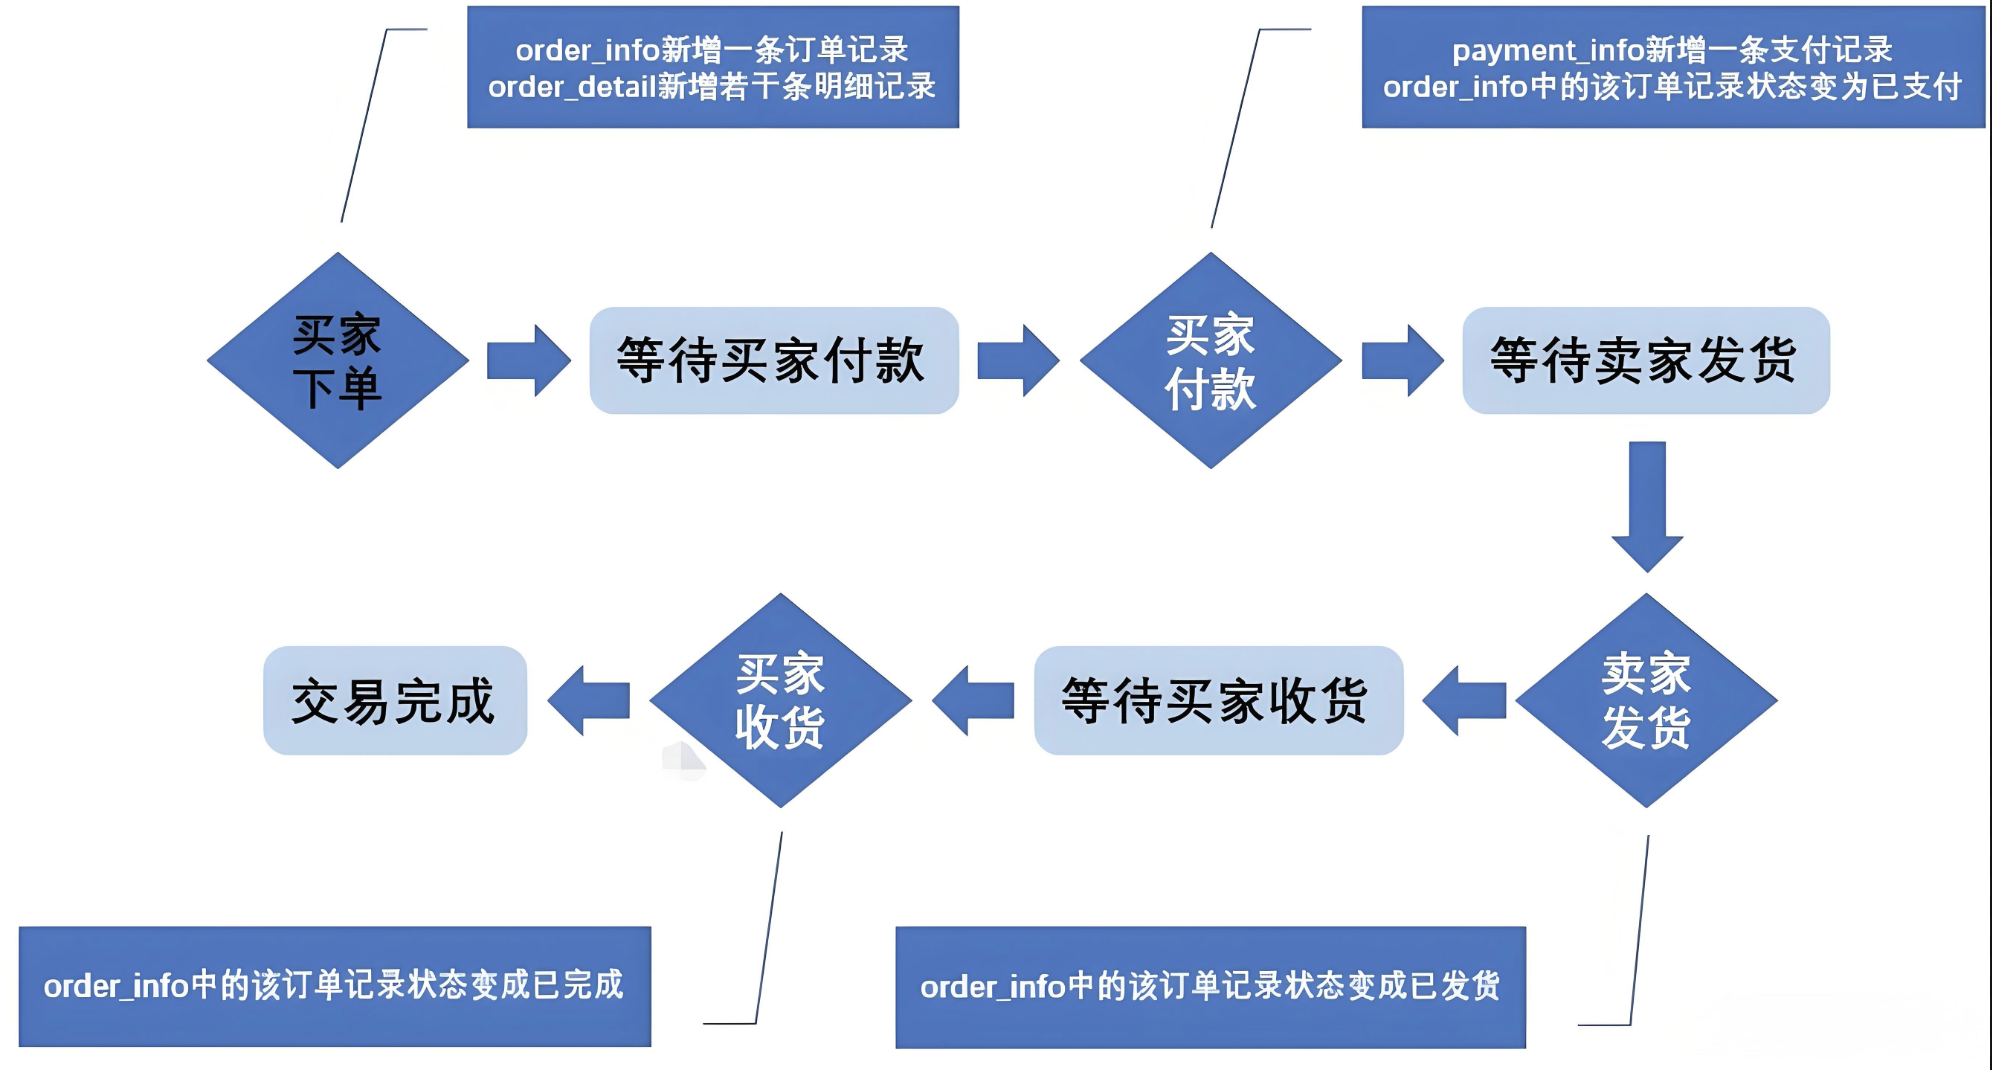 order_info新增一条订单记录
order_detail新增若干条明细记录
payment_info新增一条支付记录
order_info中的该订单记录状态变为已支付
买家
下单
等待买家付款
买家
付款
等待卖家发货
交易完成
买家
收货
等待买家收货
卖家
发货
order_info中的该订单记录状态变成已完成
order_info中的该订单记录状态变成已发货